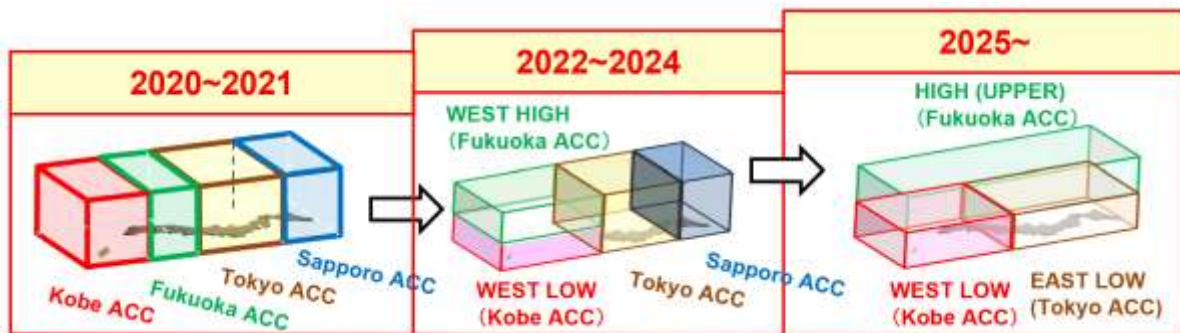 2020~2021
Kobe ACC
Fukuoka ACC
Tokyo ACC
Sapporo ACC
2022~2024
WEST HIGH
（Fukuoka ACC）
WEST LOW
（Kobe ACC）
Tokyo ACC
Sapporo ACC
2025~
HIGH (UPPER)
（Fukuoka ACC）
WEST LOW
（Kobe ACC）
EAST LOW
(Tokyo ACC)